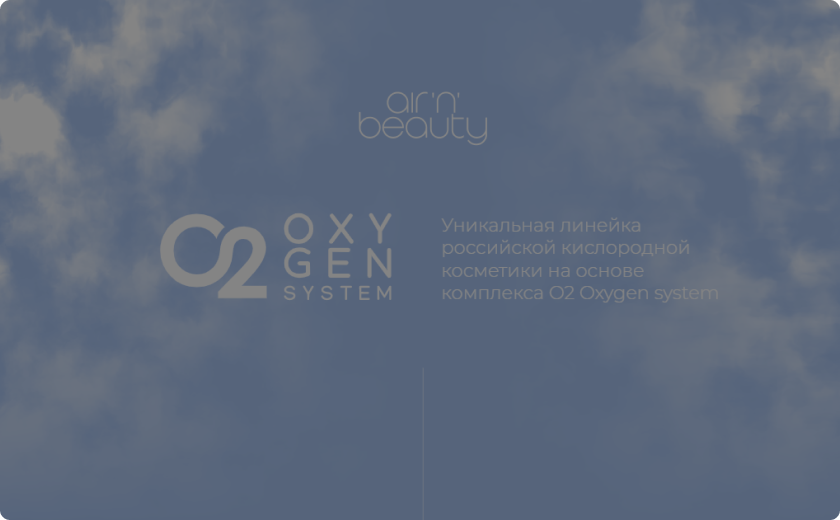 air'n'
beauty
O2 OXY
GEN
SYSTEM
Уникальная линейка
российской кислородной
косметики на основе
комплекса O2 Oxygen system